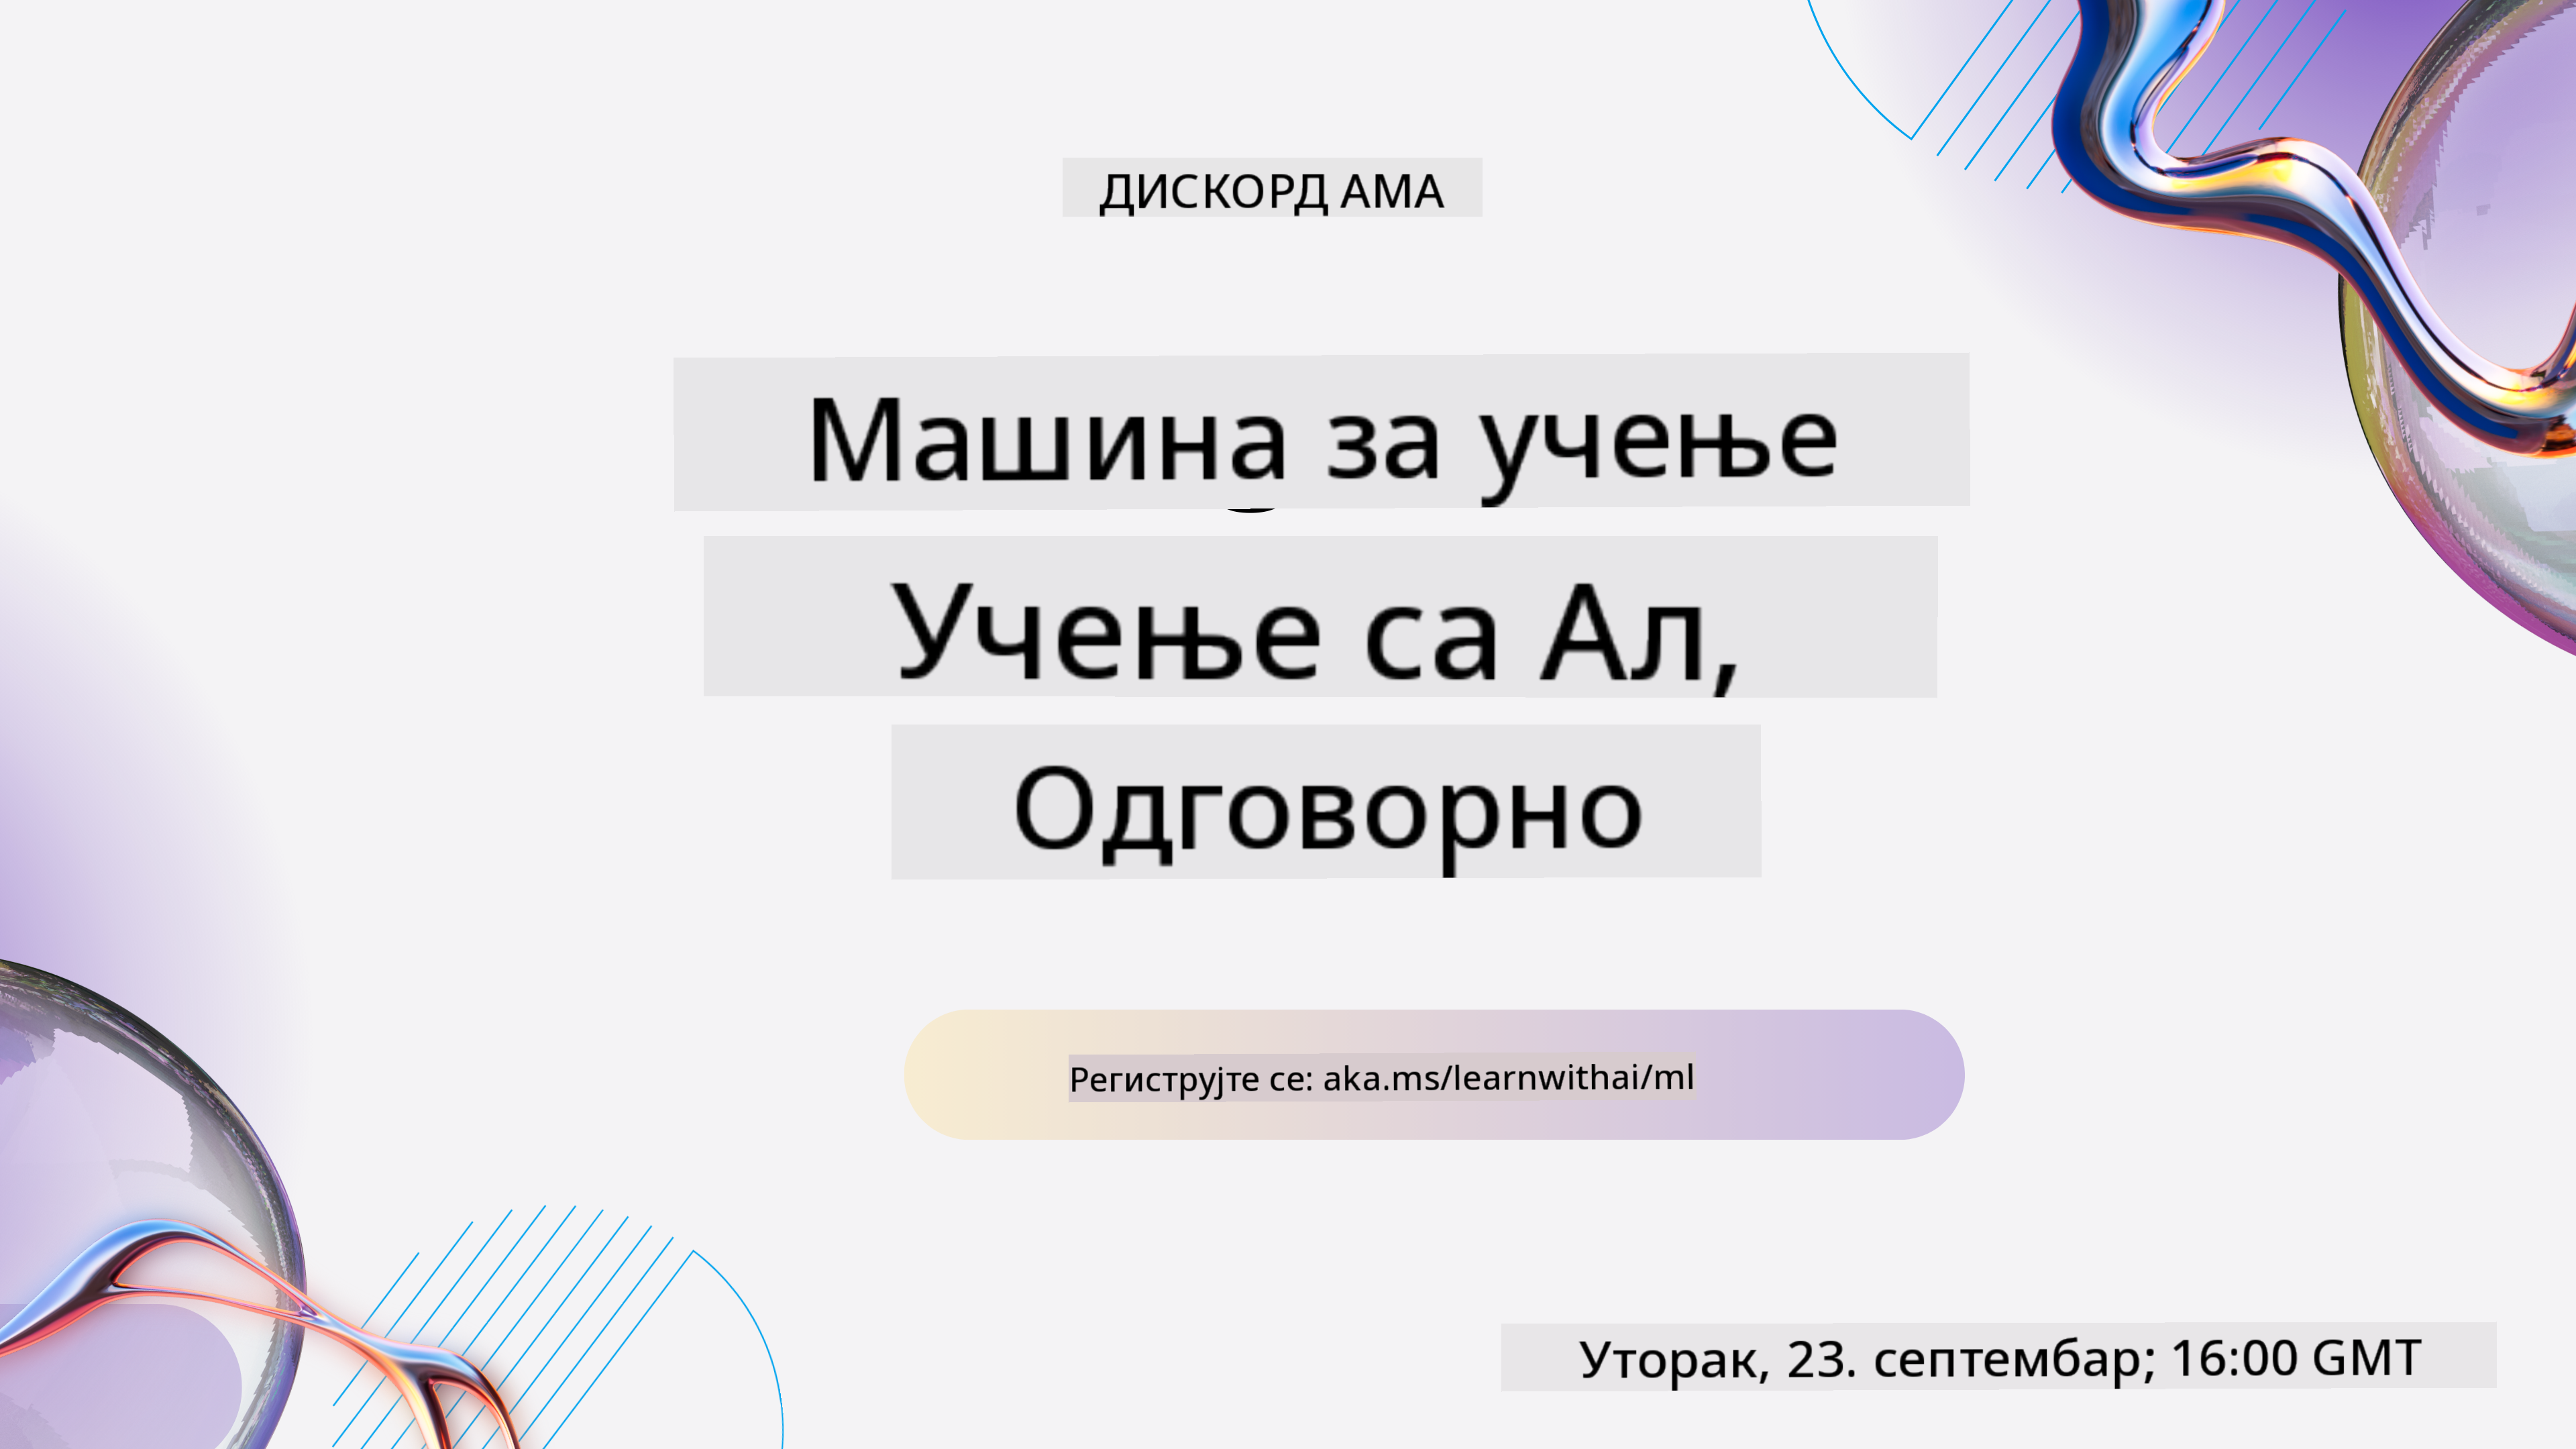 ДИСКОРД АМА
Машина за учење
Учење са Ал,
Одговорно
Региструјте се: aka.ms/learnwithai/ml
Уторак, 23. септембар; 16:00 GMT